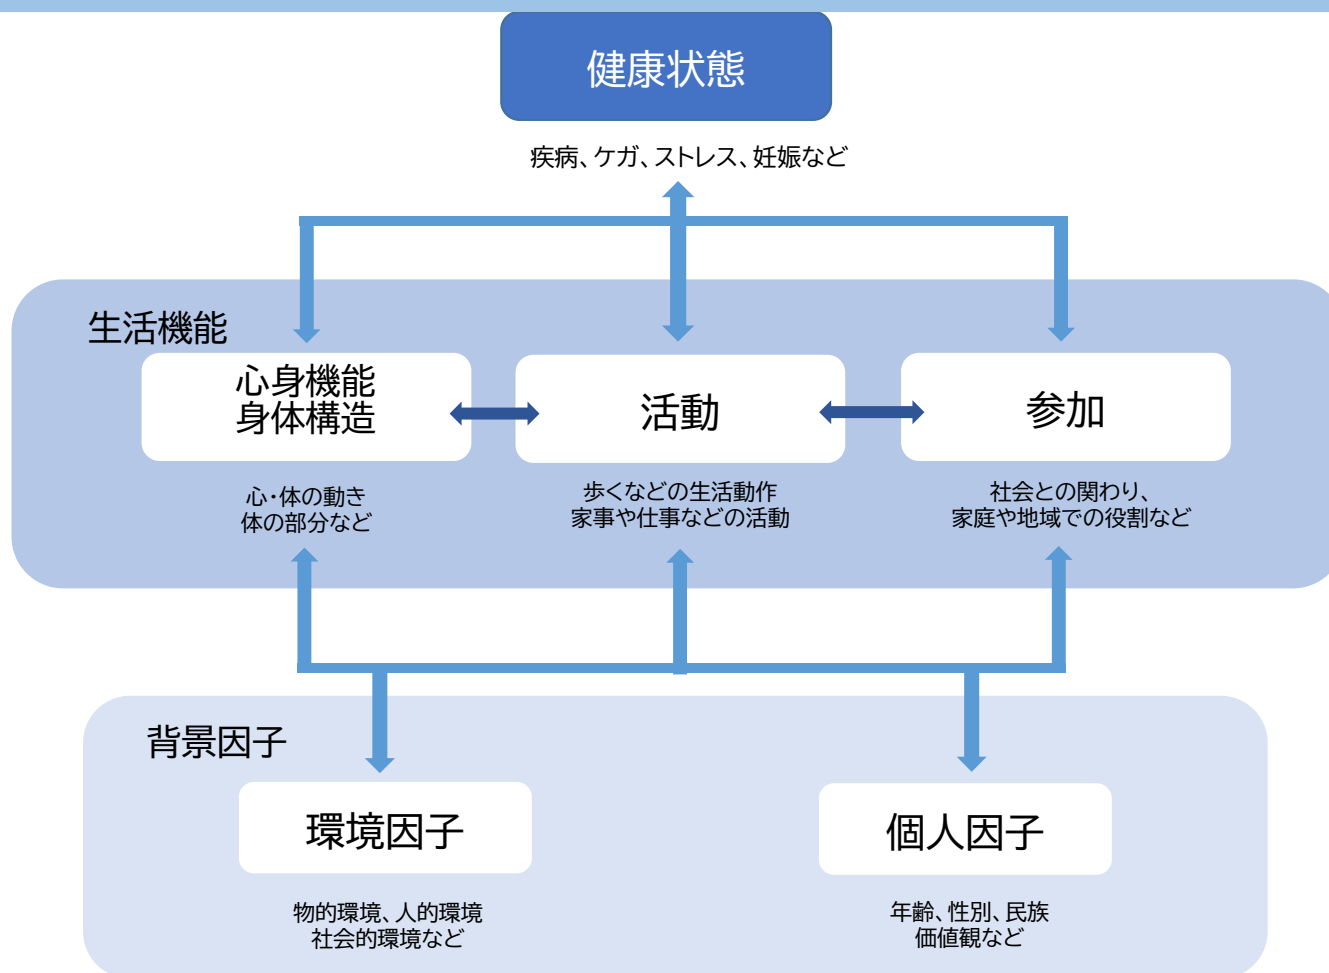 健康状態
疾病、ケガ、ストレス、妊娠など
生活機能
心身機能
身体構造
活動
参加
心・体の動き
体の部分など
歩くなどの生活動作
家事や仕事などの活動
社会との関わり、
家庭や地域での役割など
背景因子
環境因子
個人因子
物的環境、人的環境
社会的環境など
年齢、性別、民族
価値観など